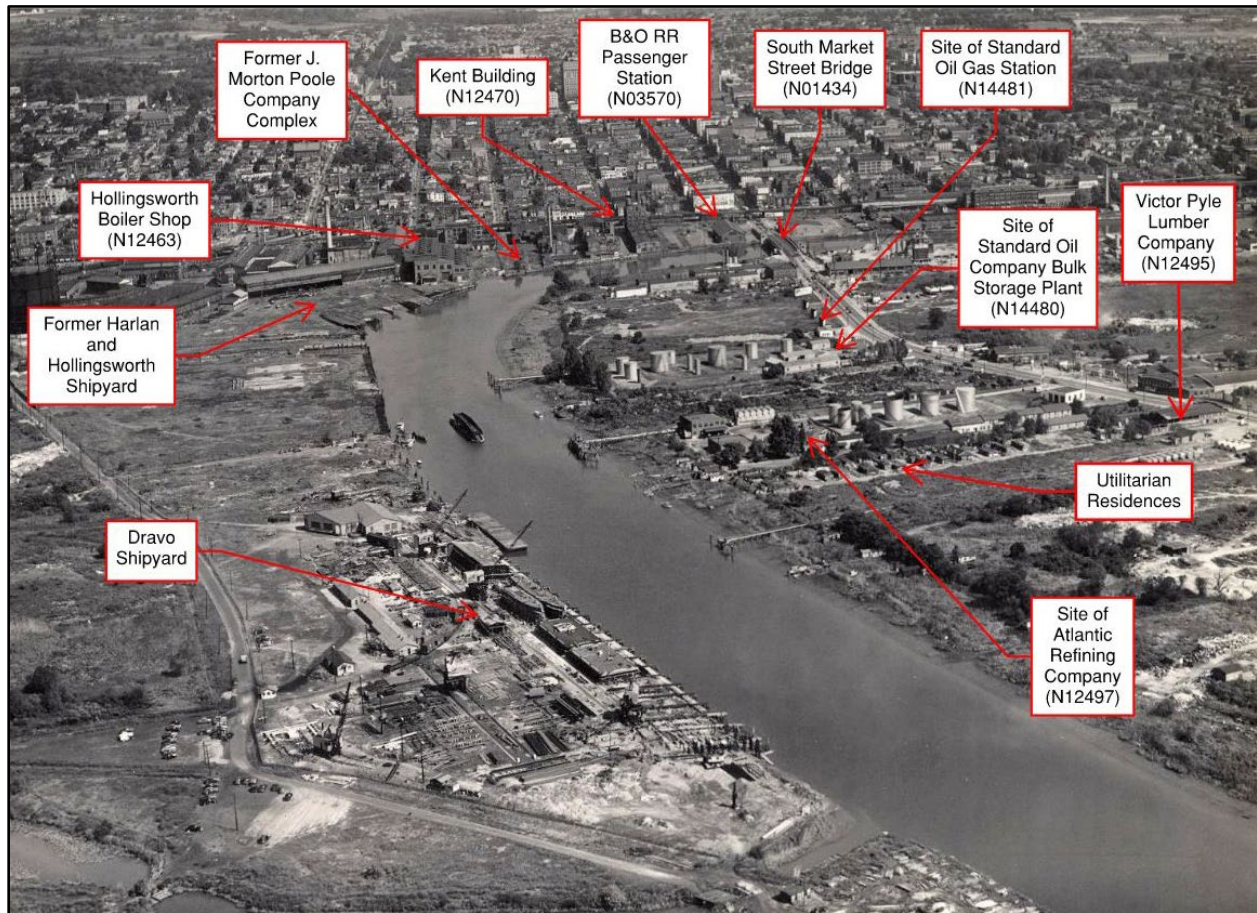 Former J.
Morton Poole
Company
Complex
Kent Building
(N12470)
B&O RR
Passenger
Station
(N03570)
South Market
Street Bridge
(N01434)
Site of Standard
Oil Gas Station
(N14481)
Hollingsworth
Boiler Shop
(N12463)
Site of
Standard Oil
Company Bulk
Storage Plant
(N14480)
Victor Pyle
Lumber
Company
(N12495)
Former Harlan
and
Hollingsworth
Shipyard
Utilitarian
Residences
Dravo
Shipyard
Site of
Atlantic
Refining
Company
(N12497)